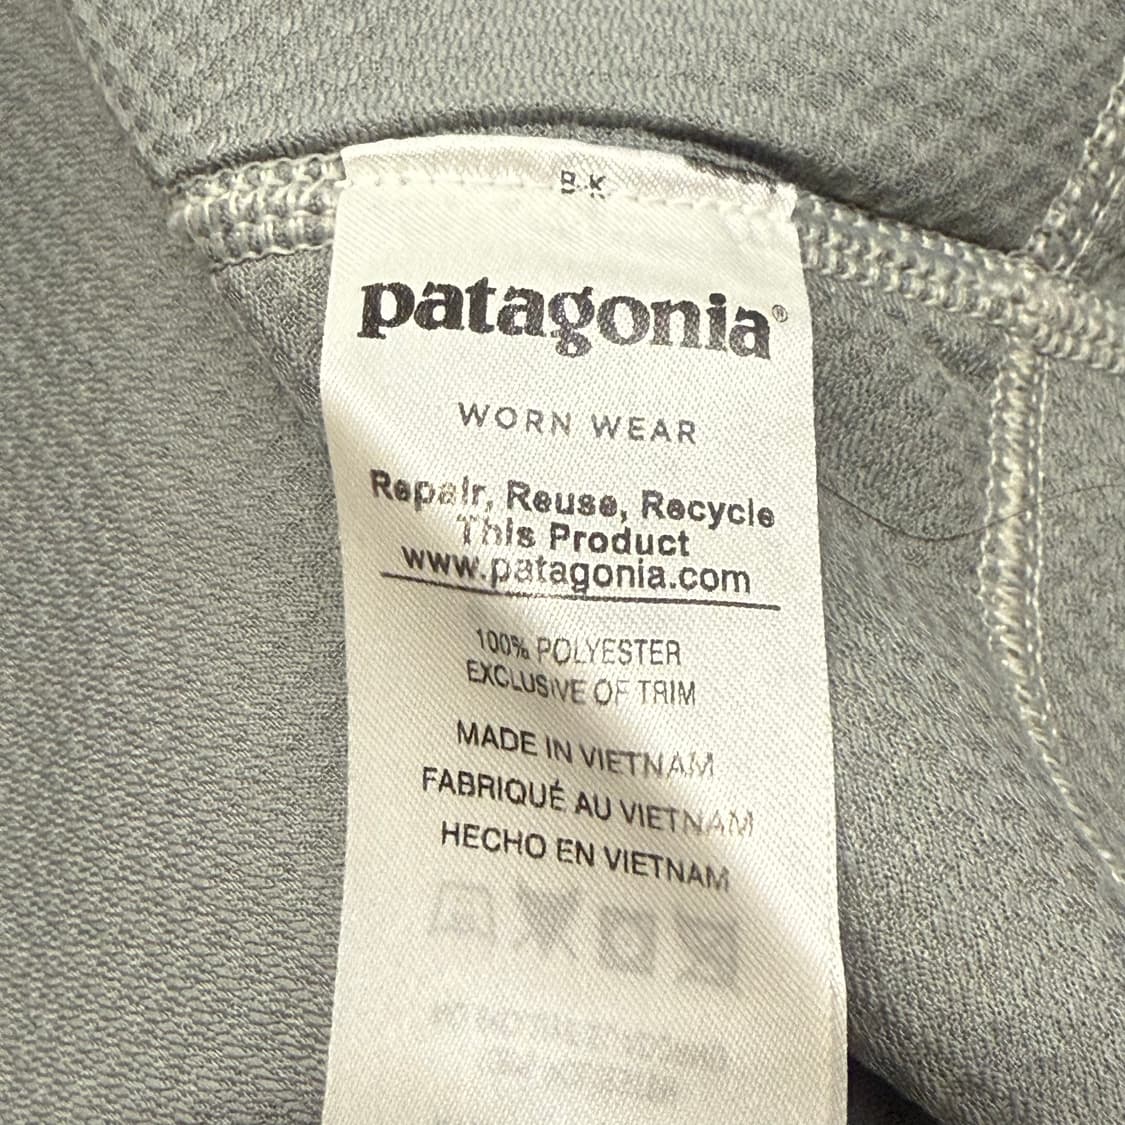 B.K
patagonia®
WORN WEAR
Repair, Reuse, Recycle
This Product
www.patagonia.com
100% POLYESTER
EXCLUSIVE OF TRIM
MADE IN VIETNAM
FABRIQUÉ AU VIETNAM
HECHO EN VIETNAM